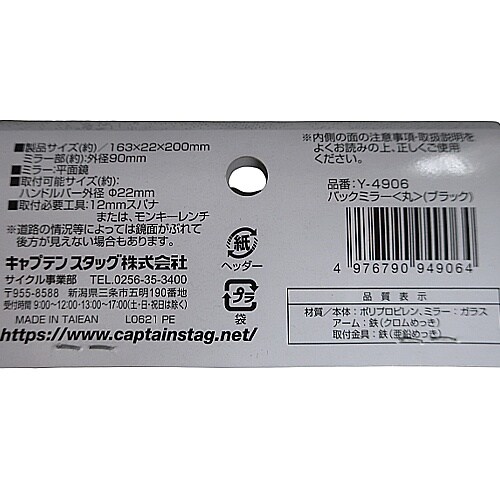 ■製品サイズ(約)/163×22×200mm
ミラー部(約):外径90mm
■ミラー:平面鏡
■取付可能サイズ(約):
ハンドルバー外径 Φ22mm
■取付必要工具:12mmスパナ
または、モンキーレンチ
※道路の情況等によっては鏡面がぶれて
後方が見えない場合もあります。
キャプテンスタッグ株式会社
サイクル事業部 TEL.0256-35-3400
〒955-8588 新潟県三条市五明190番地
受付時間 9:00~12:00・13:00~17:00(土・日・祝日は除く)
MADE IN TAIEAN L0621 PE
https://www.captainstag.net/
紙
ヘッダー
プラ
袋
※内側の面の注意事項・取扱説明を
よくお読みの上、正しくご使用
ください。
品番:Y-4906
バックミラー<丸>(ブラック)
4 976790 949064
品質表示
材質/本体:ポリプロピレン、ミラー:ガラス
アーム:鉄(クロムめっき)
取付金具:鉄(亜鉛めっき)